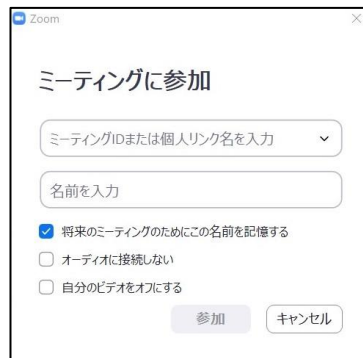 Zoom
ミーティングに参加
ミーティングIDまたは個人リンク名を入力
名前を入力
将来のミーティングのためにこの名前を記憶する
オーディオに接続しない
自分のビデオをオフにする
参加 キャンセル